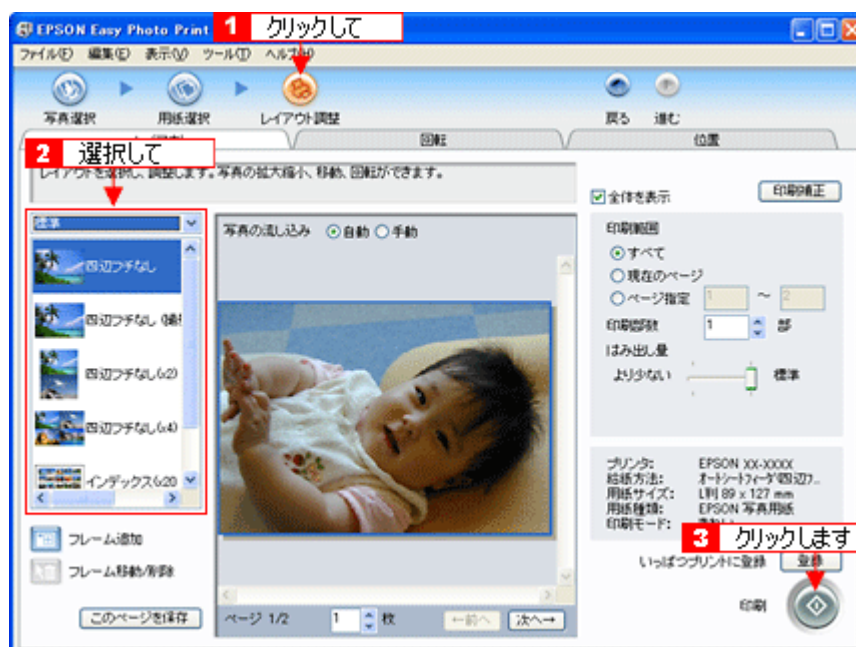 EPSON Easy Photo Print
1 クリックして
ファイル(F) 編集(E) 表示(V) ツール(T) ヘルプ(H)
写真選択 用紙選択 レイアウト調整 戻る 進む
回転 位置
2 選択して
レイアウトを選択し、調整します。写真の拡大縮小、移動、回転ができます。
全体を表示 印刷補正
標準
四辺フチなし
四辺フチなし
四辺フチなし(x2)
四辺フチなし(x4)
インデックス(x20
フレーム追加
フレーム移動/削除
このページを保存
写真の流し込み 自動 手動
ページ 1/2 1 枚 ←前へ 次へ→
印刷範囲
すべて
現在のページ
ページ指定 1 ~ 2
印刷部数 1 部
はみ出し量
より少ない 標準
プリンタ: EPSON XX-XXXX
給紙方法: オートシートフィーダ(四辺フ...
用紙サイズ: L判 89 x 127 mm
用紙種類: EPSON 写真用紙
印刷モード:
3 クリックします
いっぱつプリントに登録 登録
印刷